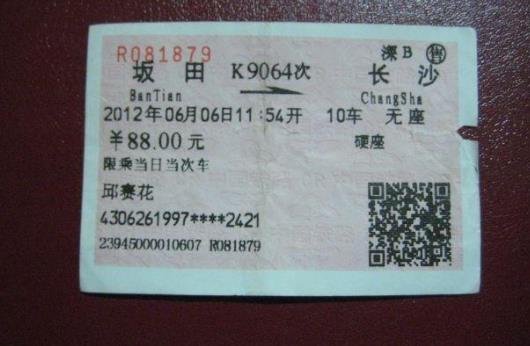 R081879 深B 售
坂田 K9064次 长沙
BanTian ChangSha
2012年06月06日11:54开 10车 无座
￥88.00元 硬座
限乘当日当次车
邱赛花
4306261997****2421
23945000010607 R081879